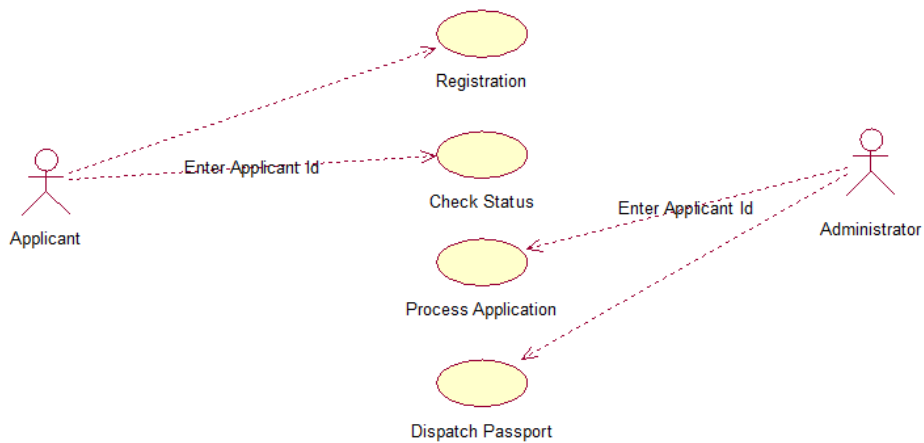 Registration
Enter Applicant Id
Check Status
Applicant
Enter Applicant Id
Administrator
Process Application
Dispatch Passport